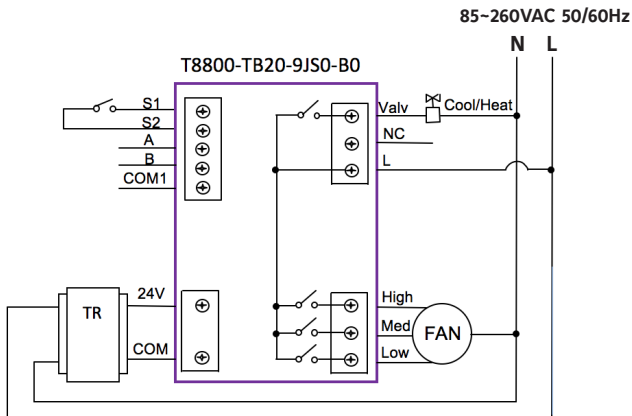 85~260VAC 50/60Hz
N L
T8800-TB20-9JS0-B0
S1
S2
A
B
COM1
Valv
Cool/Heat
NC
L
24V
TR
COM
High
Med
Low
FAN